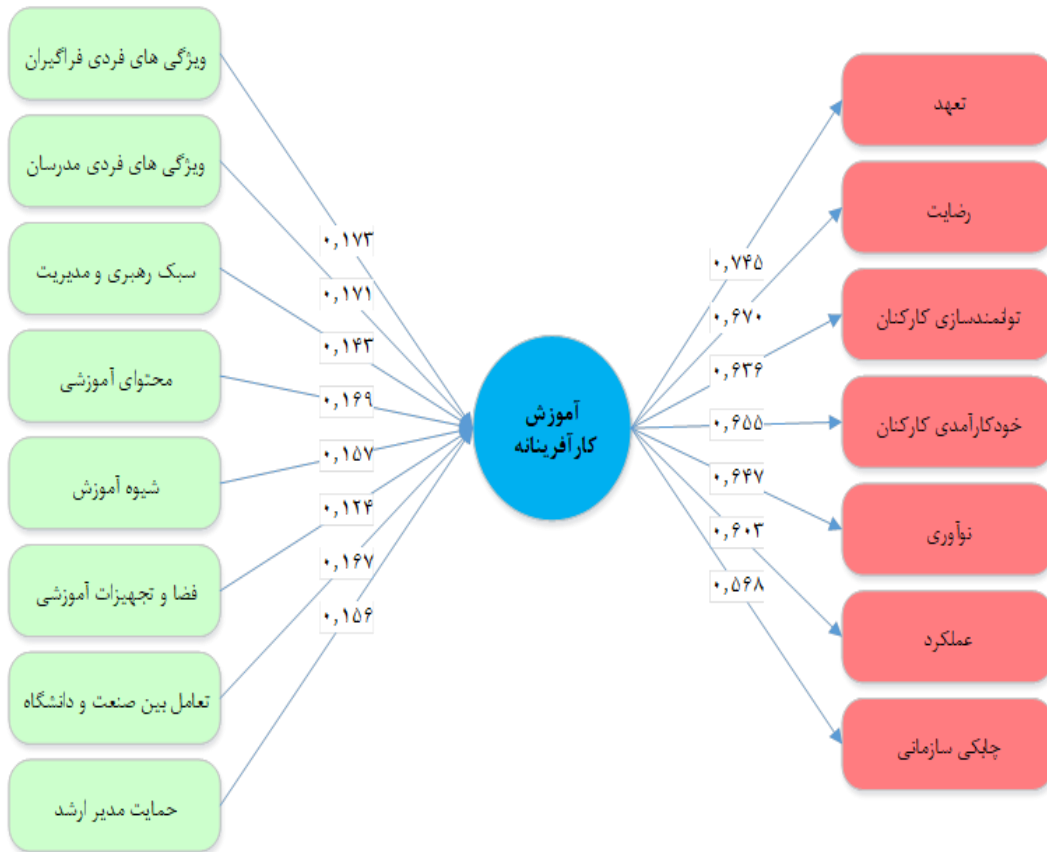 ویژگی های فردی فراگیران
ویژگی های فردی مدرسان
سبک رهبری و مدیریت
محتوای آموزشی
شیوه آموزش
فضا و تجهیزات آموزشی
تعامل بین صنعت و دانشگاه
حمایت مدیر ارشد
۰,۱۷۳
۰,۱۷۱
۰,۱۴۳
۰,۱۶۹
۰,۱۵۷
۰,۱۲۴
۰,۱۶۷
۰,۱۵۶
آموزش
کارآفرینانه
۰,۷۴۵
۰,۶۷۰
۰,۶۳۶
۰,۶۵۵
۰,۶۴۷
۰,۶۰۳
۰,۵۶۸
تعهد
رضایت
توانمندسازی کارکنان
خودکارآمدی کارکنان
نوآوری
عملکرد
چابکی سازمانی